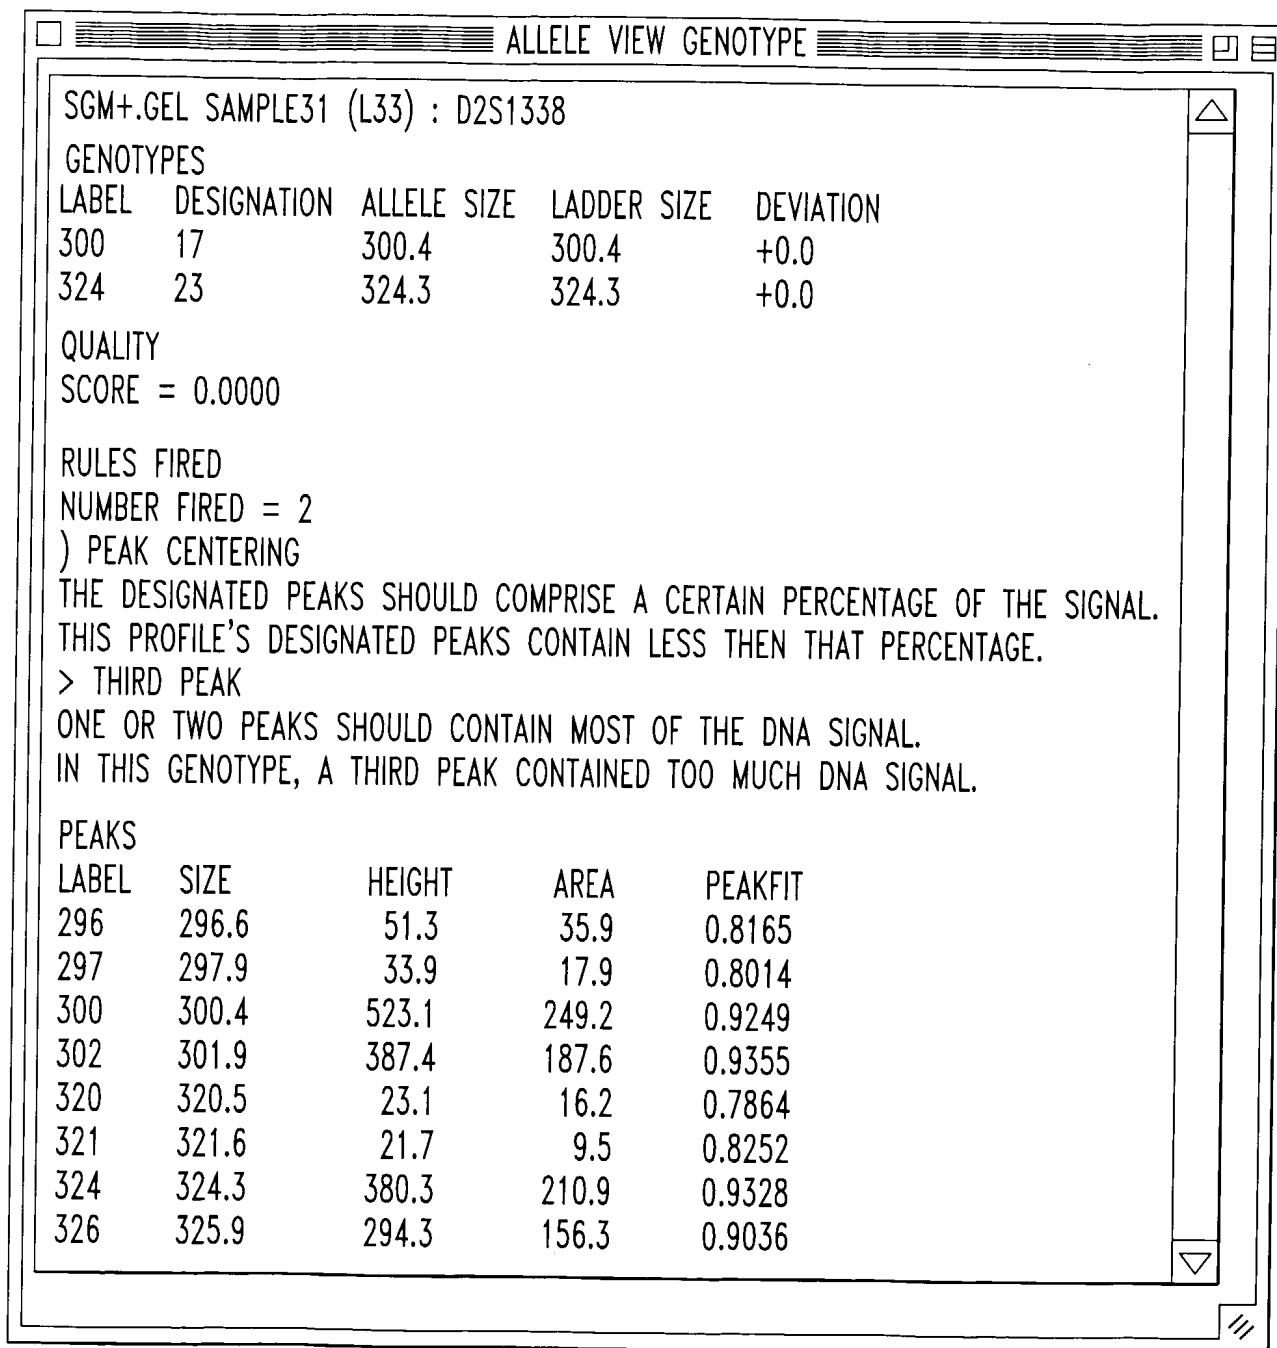 ALLELE VIEW GENOTYPE
SGM+.GEL SAMPLE31 (L33) : D2S1338
GENOTYPES
LABEL DESIGNATION ALLELE SIZE LADDER SIZE DEVIATION
300 17 300.4 300.4 +0.0
324 23 324.3 324.3 +0.0
QUALITY
SCORE = 0.0000
RULES FIRED
NUMBER FIRED = 2
) PEAK CENTERING
THE DESIGNATED PEAKS SHOULD COMPRISE A CERTAIN PERCENTAGE OF THE SIGNAL.
THIS PROFILE'S DESIGNATED PEAKS CONTAIN LESS THEN THAT PERCENTAGE.
> THIRD PEAK
ONE OR TWO PEAKS SHOULD CONTAIN MOST OF THE DNA SIGNAL.
IN THIS GENOTYPE, A THIRD PEAK CONTAINED TOO MUCH DNA SIGNAL.
PEAKS
LABEL SIZE HEIGHT AREA PEAKFIT
296 296.6 51.3 35.9 0.8165
297 297.9 33.9 17.9 0.8014
300 300.4 523.1 249.2 0.9249
302 301.9 387.4 187.6 0.9355
320 320.5 23.1 16.2 0.7864
321 321.6 21.7 9.5 0.8252
324 324.3 380.3 210.9 0.9328
326 325.9 294.3 156.3 0.9036